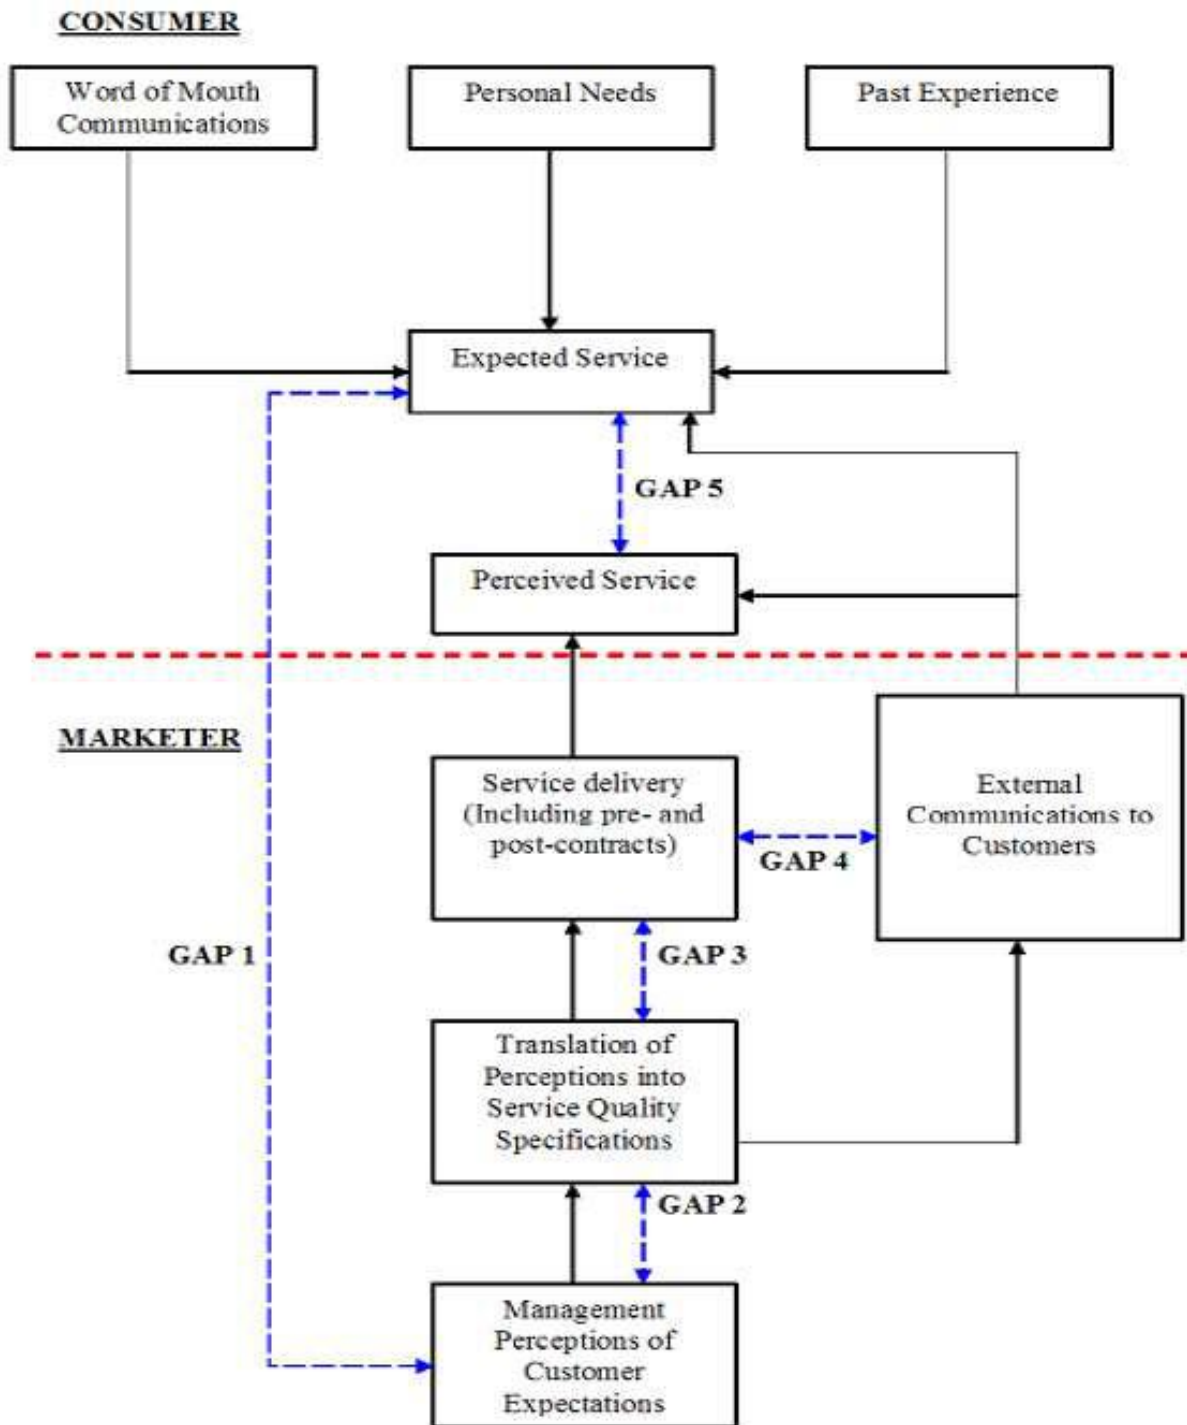 CONSUMER
Word of Mouth
Communications
Personal Needs
Past Experience
Expected Service
GAP 5
Perceived Service
MARKETER
Service delivery
(Including pre- and
post-contracts)
External
Communications to
Customers
GAP 4
GAP 1
GAP 3
Translation of
Perceptions into
Service Quality
Specifications
GAP 2
Management
Perceptions of
Customer
Expectations